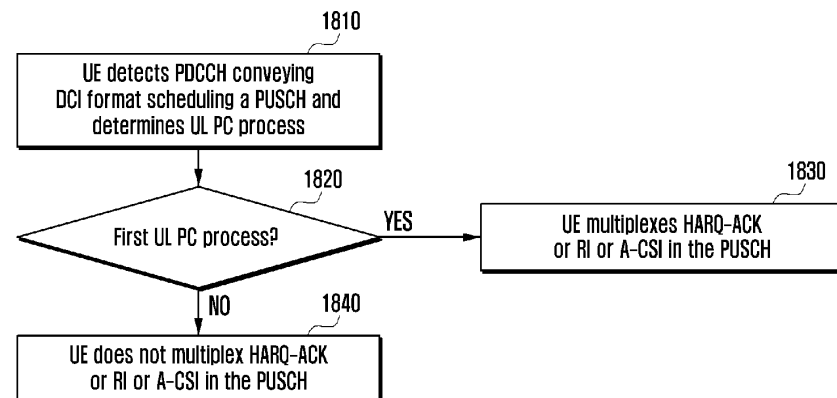 1810
UE detects PDCCH conveying
DCI format scheduling a PUSCH and
determines UL PC process
1820
First UL PC process?
YES
1830
UE multiplexes HARQ-ACK
or RI or A-CSI in the PUSCH
NO
1840
UE does not multiplex HARQ-ACK
or RI or A-CSI in the PUSCH